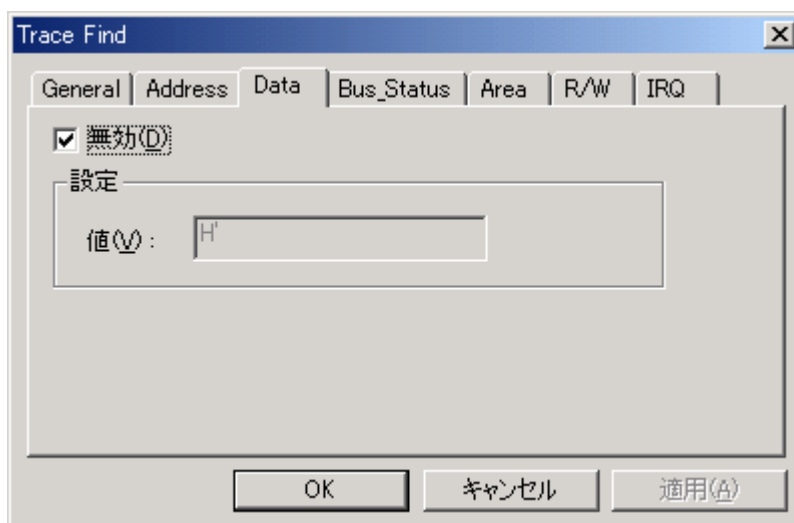 Trace Find
General Address Data Bus_Status Area R/W IRQ
無効(D)
設定
値(V): H'
OK キャンセル 適用(A)